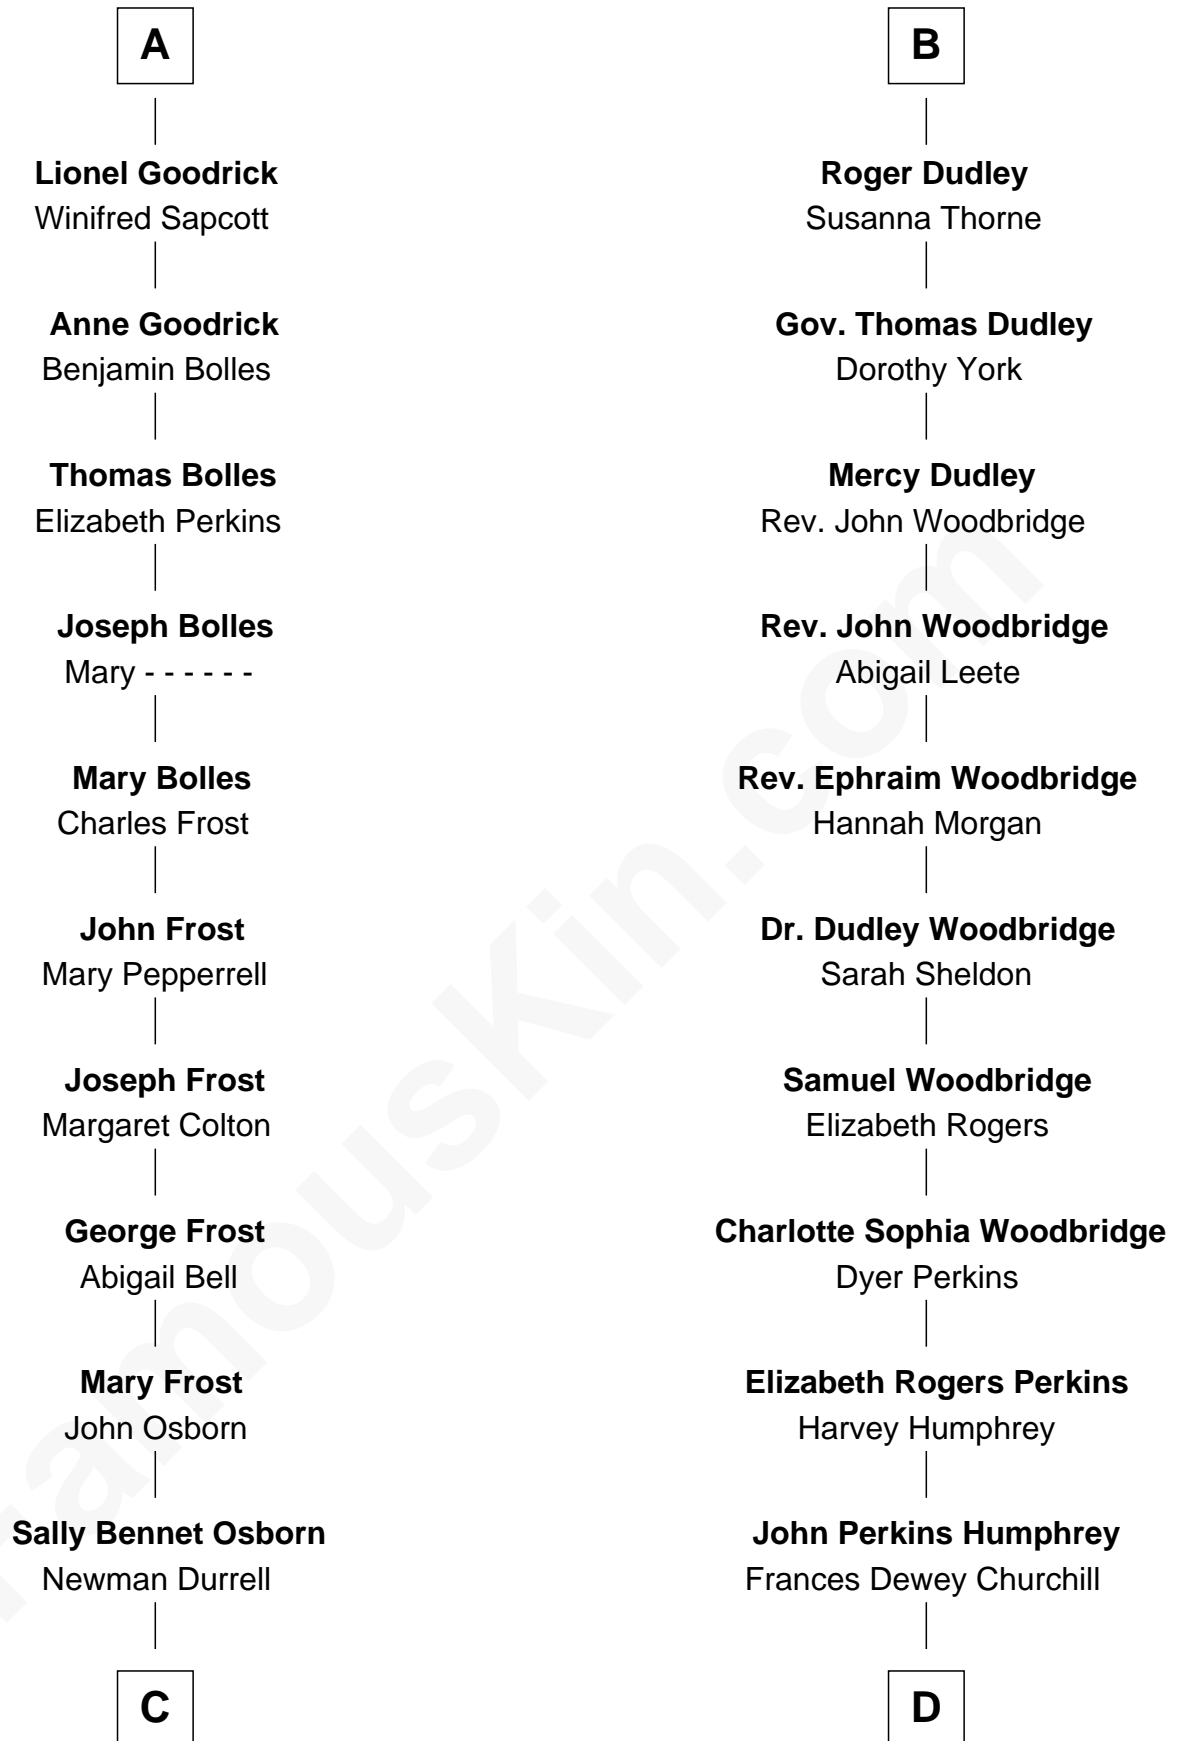 A
Lionel Goodrick
Winifred Sapcott
Anne Goodrick
Benjamin Bolles
Thomas Bolles
Elizabeth Perkins
Joseph Bolles
Mary - - - - - -
Mary Bolles
Charles Frost
John Frost
Mary Pepperrell
Joseph Frost
Margaret Colton
George Frost
Abigail Bell
Mary Frost
John Osborn
Sally Bennet Osborn
Newman Durrell
C
B
Roger Dudley
Susanna Thorne
Gov. Thomas Dudley
Dorothy York
Mercy Dudley
Rev. John Woodbridge
Rev. John Woodbridge
Abigail Leete
Rev. Ephraim Woodbridge
Hannah Morgan
Dr. Dudley Woodbridge
Sarah Sheldon
Samuel Woodbridge
Elizabeth Rogers
Charlotte Sophia Woodbridge
Dyer Perkins
Elizabeth Rogers Perkins
Harvey Humphrey
John Perkins Humphrey
Frances Dewey Churchill
D
FamousKin.com